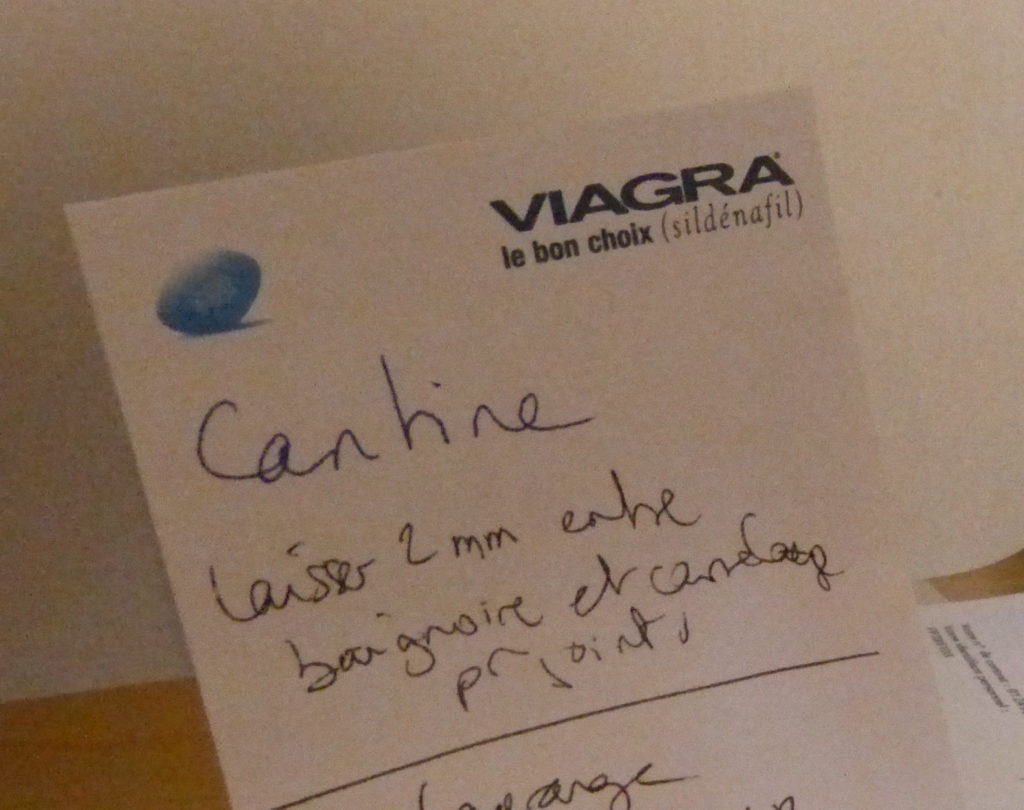 VIAGRA
le bon choix (sildénafil)
Cantine
Laisser 2 mm entre
baignoire et carrelage
pr joints